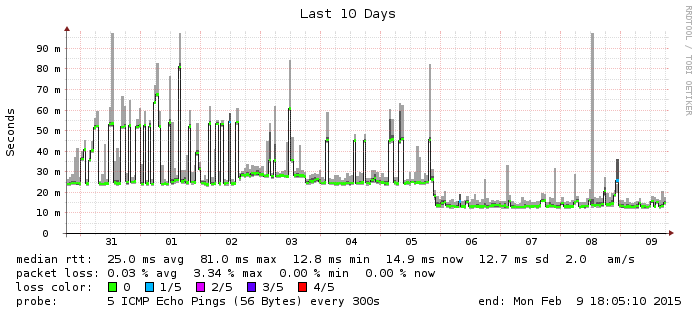 Last 10 Days
RRDTOOL / TOBI OETIKER
Seconds
90 m
80 m
70 m
60 m
50 m
40 m
30 m
20 m
10 m
0
31 01 02 03 04 05 06 07 08 09
median rtt: 25.0 ms avg 81.0 ms max 12.8 ms min 14.9 ms now 12.7 ms sd 2.0 am/s
packet loss: 0.03 % avg 3.34 % max 0.00 % min 0.00 % now
loss color: 0 1/5 2/5 3/5 4/5
probe: 5 ICMP Echo Pings (56 Bytes) every 300s end: Mon Feb 9 18:05:10 2015